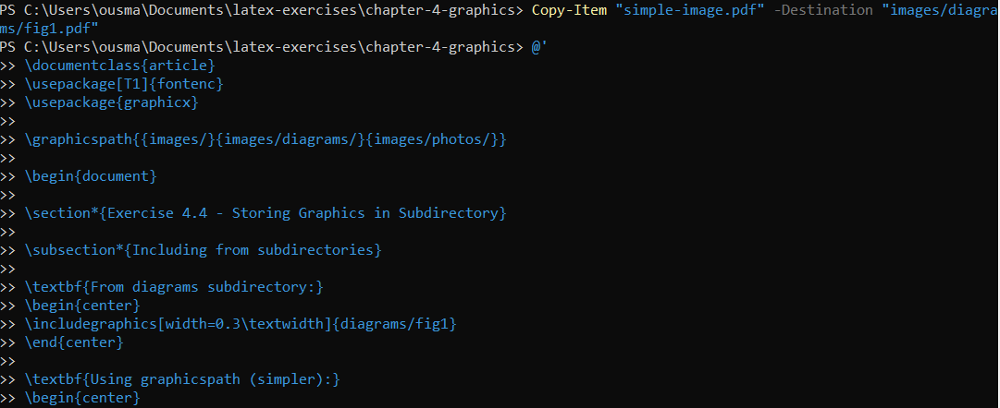 PS C:\Users\ousma\Documents\latex-exercises\chapter-4-graphics> Copy-Item "simple-image.pdf" -Destination "images/diagra
ms/fig1.pdf"
PS C:\Users\ousma\Documents\latex-exercises\chapter-4-graphics> @'
>> \documentclass{article}
>> \usepackage[T1]{fontenc}
>> \usepackage{graphicx}
>>
>> \graphicspath{{images/}{images/diagrams/}{images/photos/}}
>>
>> \begin{document}
>>
>> \section*{Exercise 4.4 - Storing Graphics in Subdirectory}
>>
>> \subsection*{Including from subdirectories}
>>
>> \textbf{From diagrams subdirectory:}
>> \begin{center}
>> \includegraphics[width=0.3\textwidth]{diagrams/fig1}
>> \end{center}
>>
>> \textbf{Using graphicspath (simpler):}
>> \begin{center}